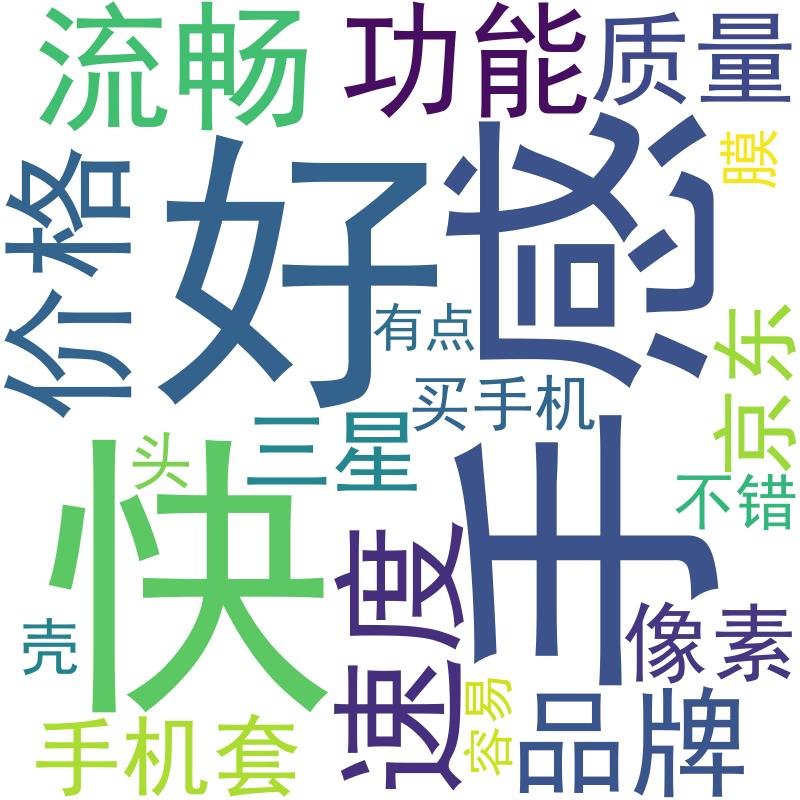 流畅
功能
质量
膜
价格
好
手感
有点
京东
买手机
三星
头
不错
快
速度
像素
壳
容易
品牌
手机套